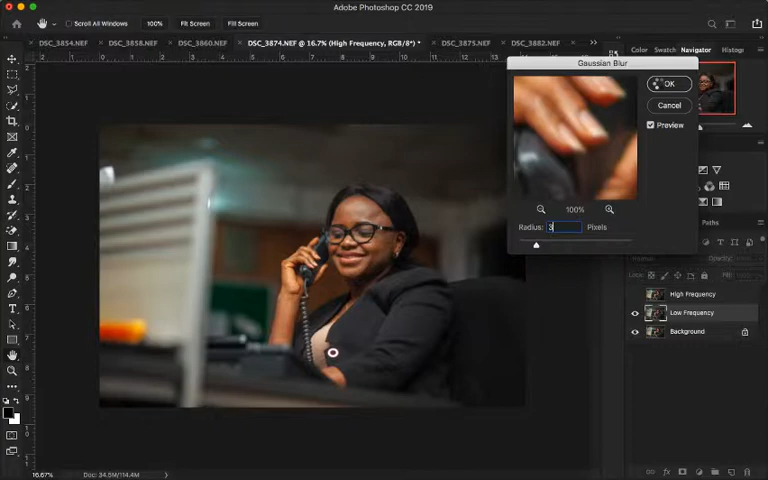 Adobe Photoshop CC 2019
Scroll All Windows
100%
Fit Screen
Fill Screen
DSC_3854.NEF
DSC_3858.NEF
DSC_3860.NEF
DSC_3874.NEF @ 16.7% (High Frequency, RGB/8*) *
DSC_3875.NEF
DSC_3882.NEF
Color
Swatch
Navigator
Histog
Gaussian Blur
OK
Cancel
Preview
100%
Radius: 3
Pixels
Paths
Lock:
High Frequency
Low Frequency
Background
16.67%
Doc: 34.5M/114.4M